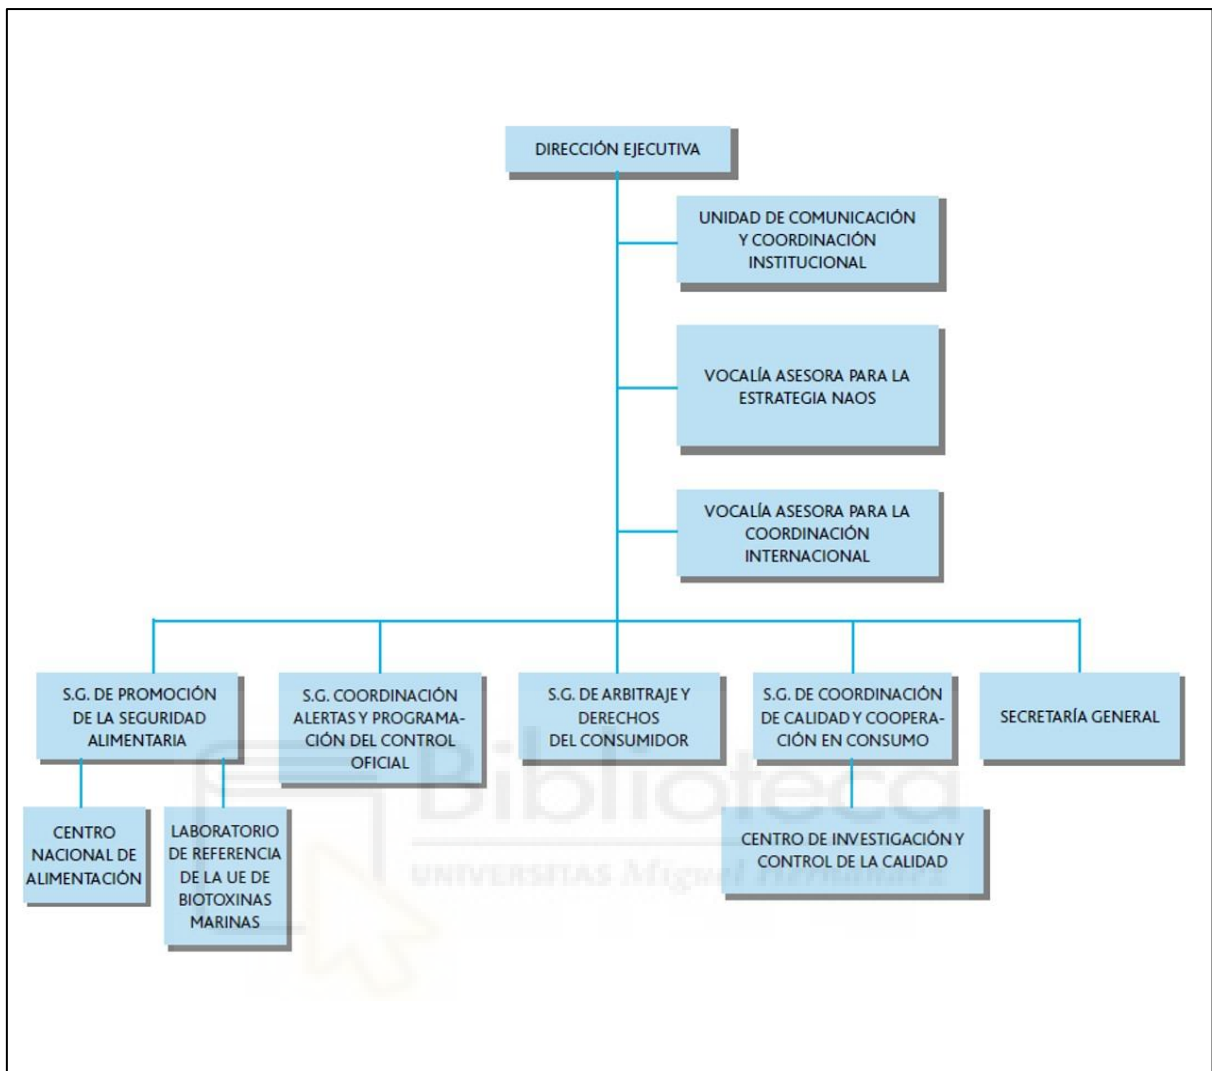 DIRECCIÓN EJECUTIVA
UNIDAD DE COMUNICACIÓN
Y COORDINACIÓN
INSTITUCIONAL
VOCALÍA ASESORA PARA LA
ESTRATEGIA NAOS
VOCALÍA ASESORA PARA LA
COORDINACIÓN
INTERNACIONAL
S.G. DE PROMOCIÓN
DE LA SEGURIDAD
ALIMENTARIA
S.G. COORDINACIÓN
ALERTAS Y PROGRAMA-
CIÓN DEL CONTROL
OFICIAL
S.G. DE ARBITRAJE Y
DERECHOS
DEL CONSUMIDOR
S.G. DE COORDINACIÓN
DE CALIDAD Y COOPERA-
CIÓN EN CONSUMO
SECRETARÍA GENERAL
CENTRO
NACIONAL DE
ALIMENTACIÓN
LABORATORIO
DE REFERENCIA
DE LA UE DE
BIOTOXINAS
MARINAS
CENTRO DE INVESTIGACIÓN Y
CONTROL DE LA CALIDAD
Biblioteca
UNIVERSITAS Miguel Hernández